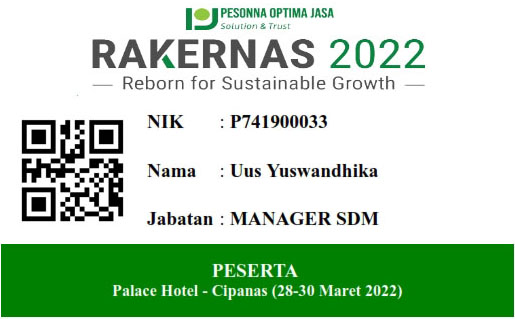 PESONNA OPTIMA JASA
Solution & Trust
RAKERNAS 2022
Reborn for Sustainable Growth
NIK : P741900033
Nama : Uus Yuswandhika
Jabatan : MANAGER SDM
PESERTA
Palace Hotel - Cipanas (28-30 Maret 2022)